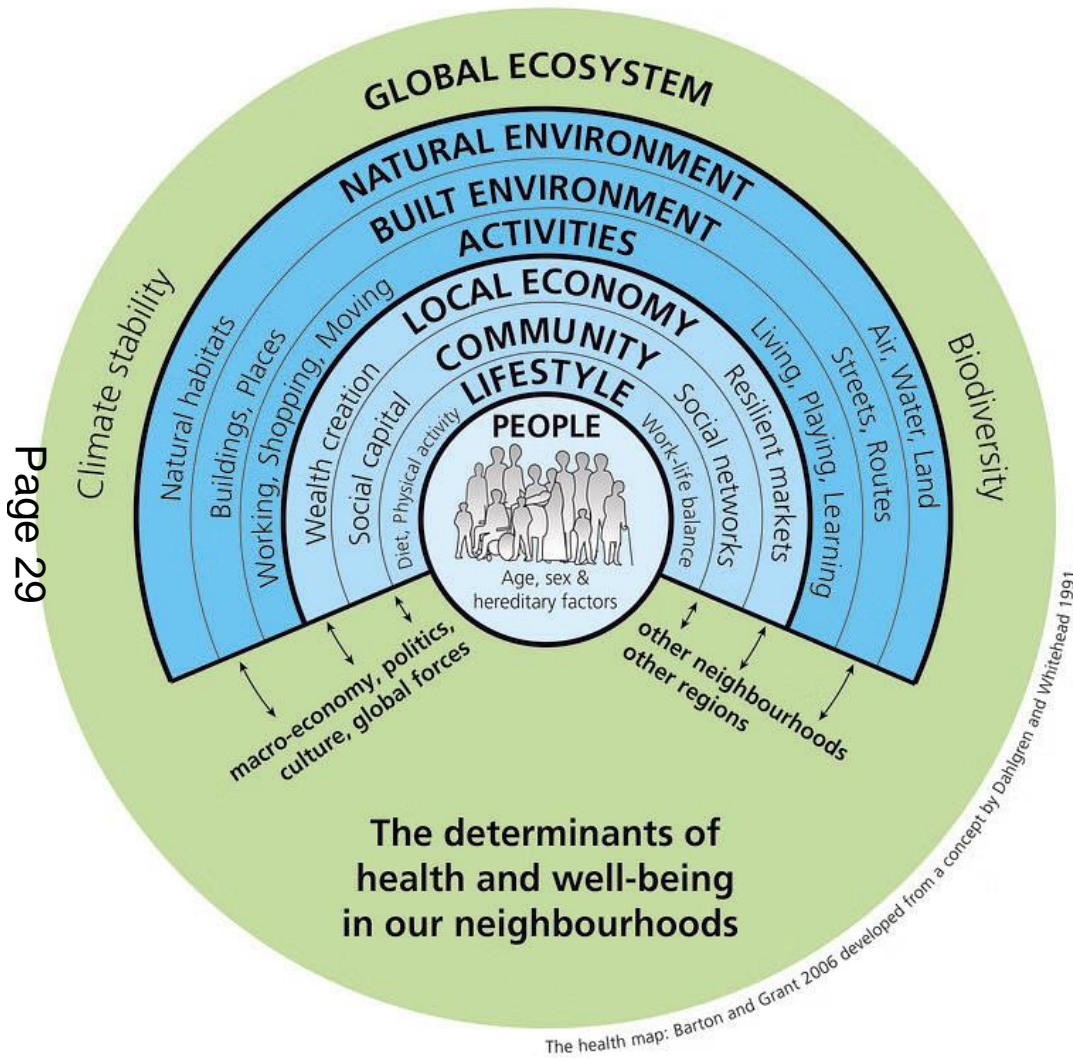 GLOBAL ECOSYSTEM
NATURAL ENVIRONMENT
BUILT ENVIRONMENT
ACTIVITIES
LOCAL ECONOMY
COMMUNITY
LIFESTYLE
PEOPLE
Age, sex &
hereditary factors
Climate stability
Natural habitats
Buildings, Places
Working, Shopping, Moving
Wealth creation
Social capital
Diet, Physical activity
Work-life balance
Social networks
Resilient markets
Living, Playing, Learning
Streets, Routes
Air, Water, Land
Biodiversity
macro-economy, politics,
culture, global forces
other neighbourhoods
other regions
The determinants of
health and well-being
in our neighbourhoods
The health map: Barton and Grant 2006 developed from a concept by Dahlgren and Whitehead 1991
Page 29